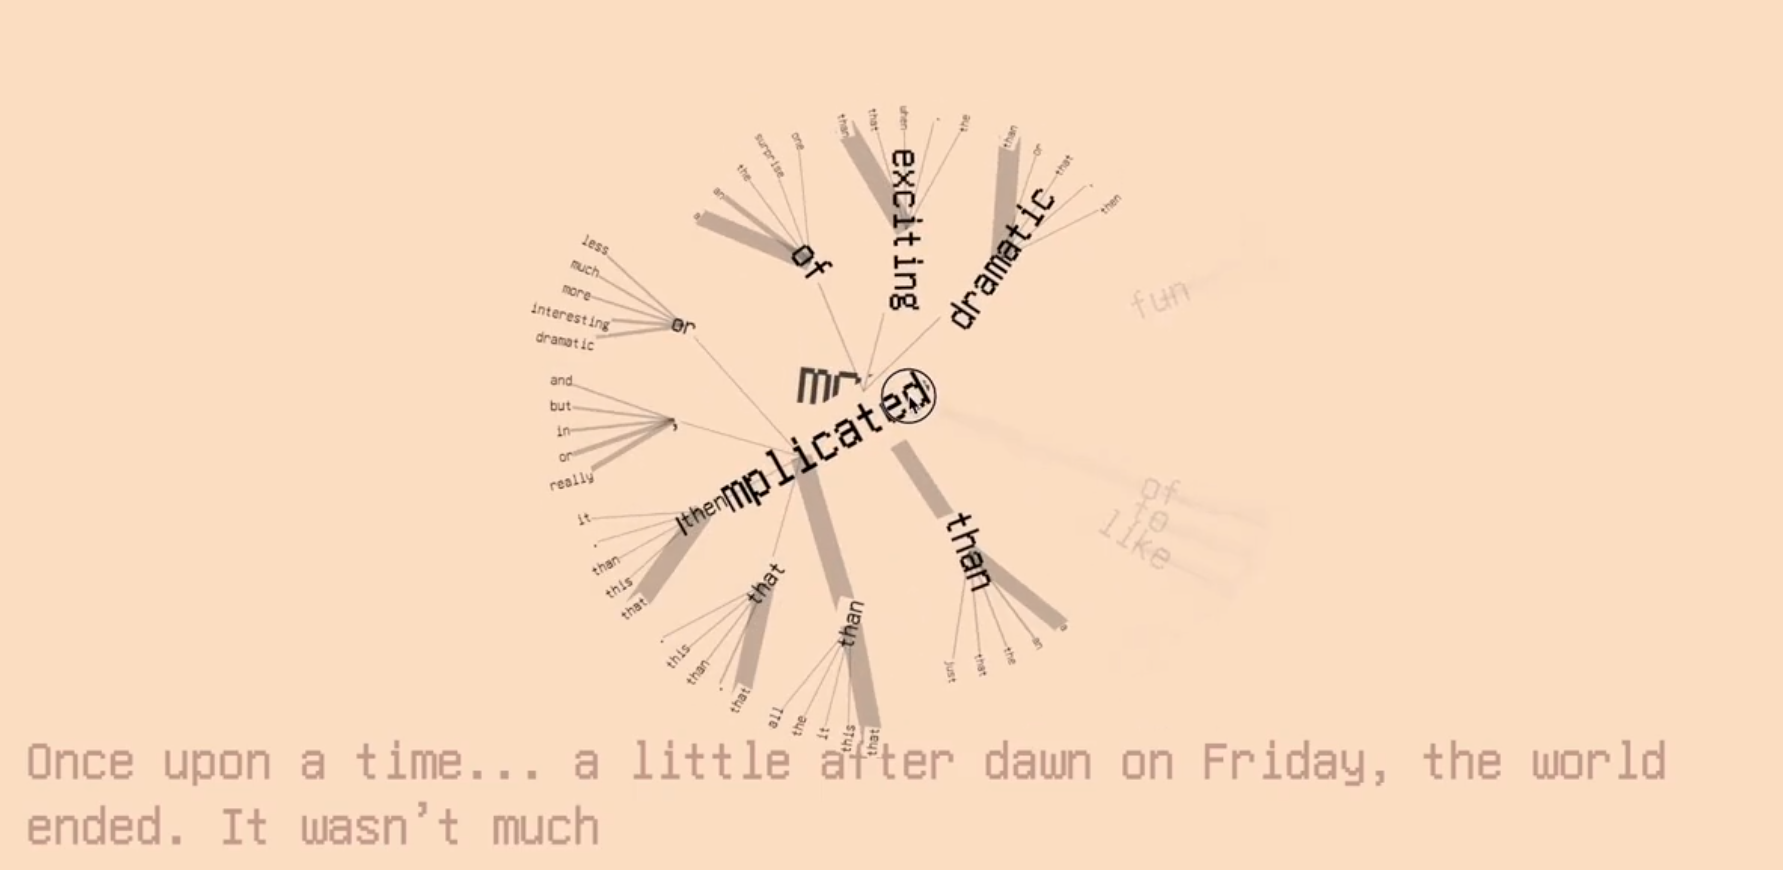 than
that
when
.
the
than
or
that
.
then
exciting
dramatic
one
surprise
the
an
a
of
less
much
more
interesting
dramatic
or
and
but
in
or
really
,
fun
mplicated
then
it
.
than
this
that
that
.
this
than
.
that
than
all
the
it
this
that
than
just
that
the
an
a
of
to
like
Once upon a time... a little after dawn on Friday, the world
ended. It wasn't much